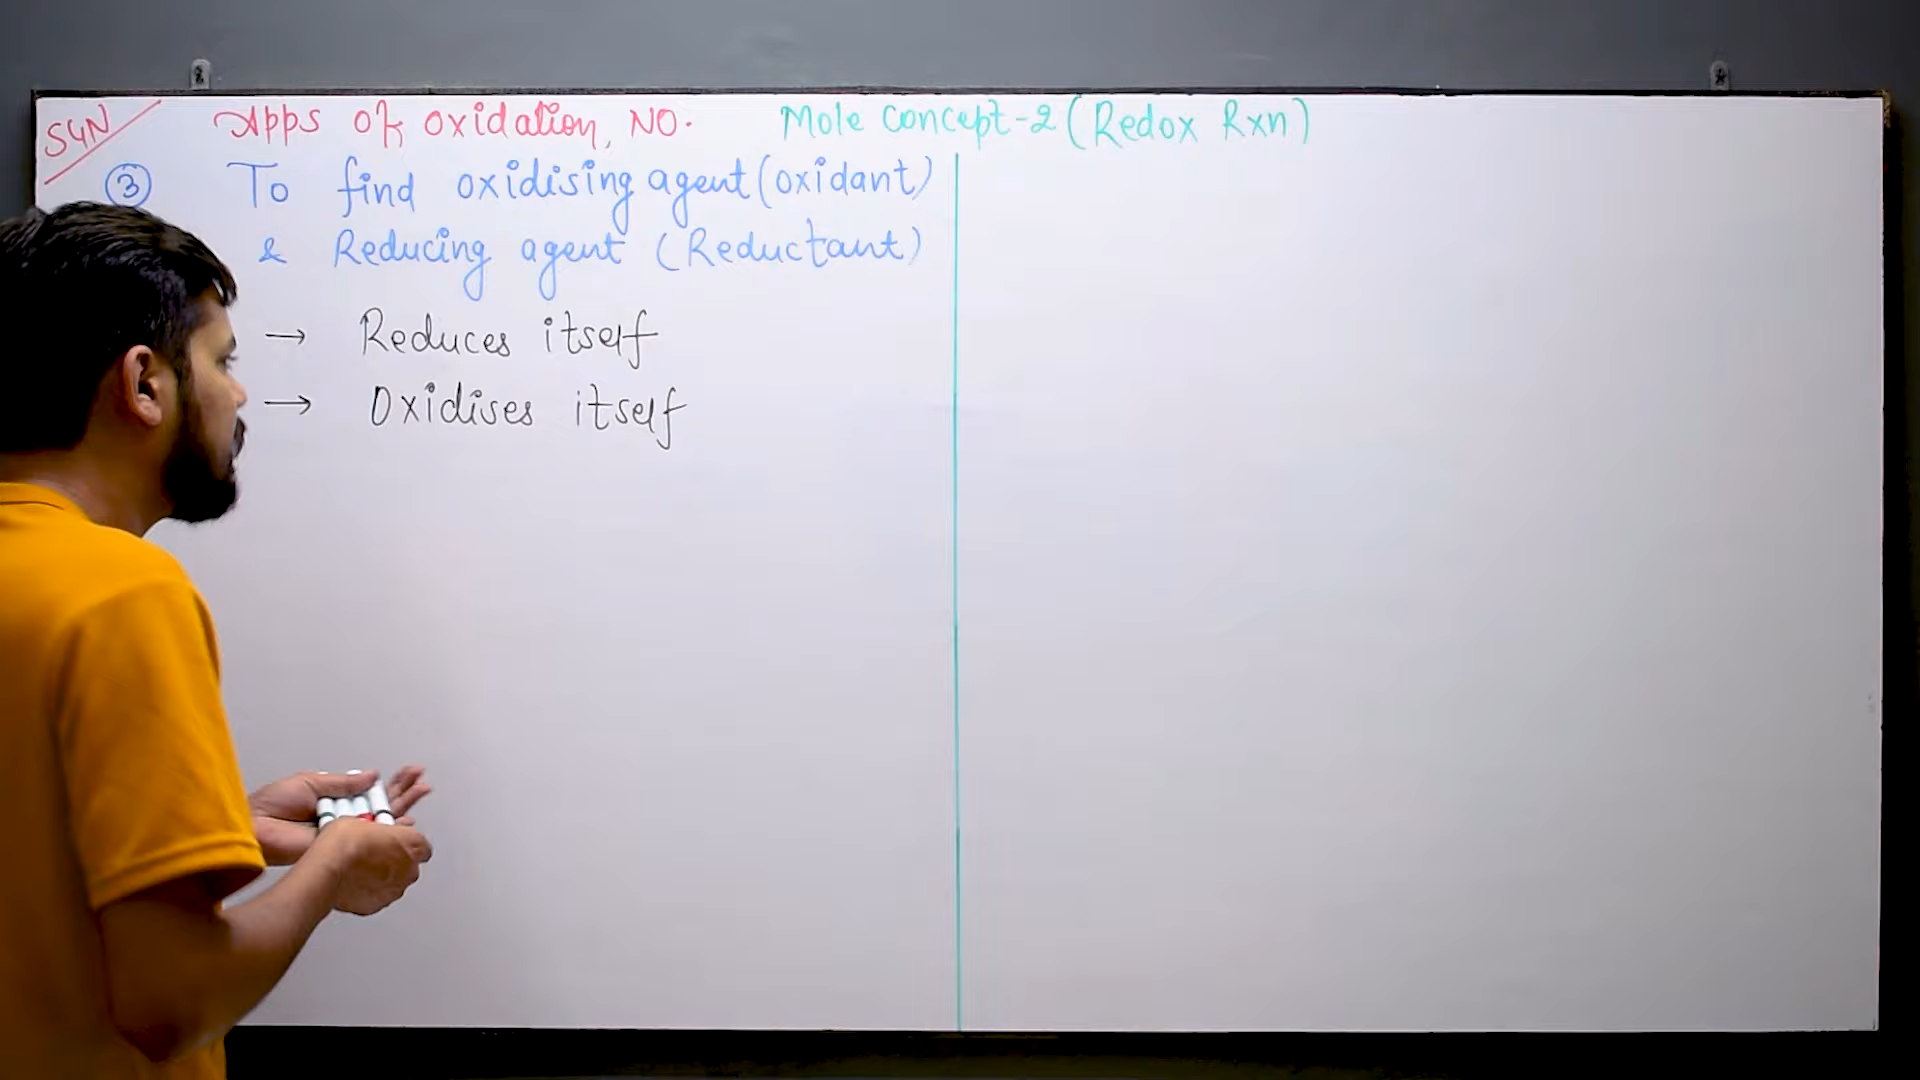 SGN
Apps of oxidation, NO.
Mole Concept-2 (Redox Rxn)
③ To find oxidising agent (oxidant)
& Reducing agent (Reductant)
→ Reduces itself
→ Oxidises itself